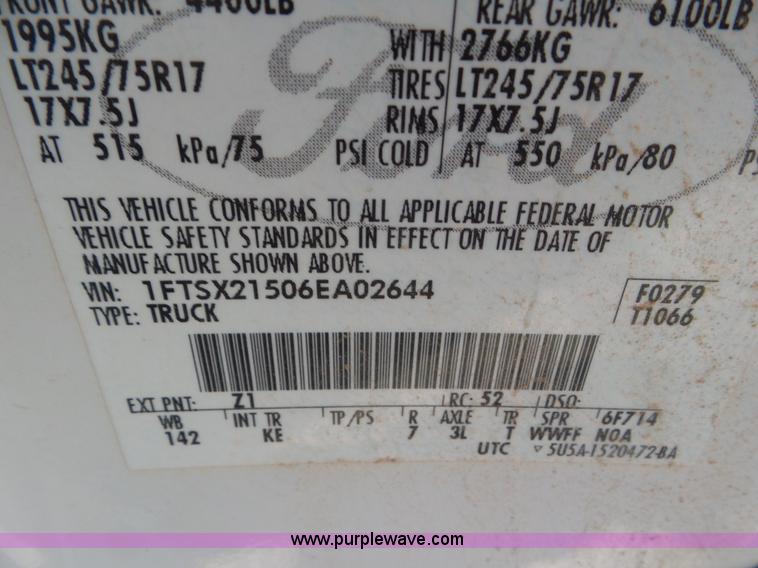 FRONT GAWR: 4400LB REAR GAWR: 6100LB
1995KG WITH 2766KG
LT245/75R17 TIRES LT245/75R17
17X7.5J RIMS 17X7.5J
AT 515 kPa/75 PSI COLD AT 550 kPa/80 PS
Ford
THIS VEHICLE CONFORMS TO ALL APPLICABLE FEDERAL MOTOR
VEHICLE SAFETY STANDARDS IN EFFECT ON THE DATE OF
MANUFACTURE SHOWN ABOVE.
VIN: 1FTSX21506EA02644 F0279
TYPE: TRUCK T1066
EXT PNT: Z1 RC: 52 DSO:
WB INT TR TP/PS R AXLE TR SPR 6F714
142 KE 7 3L T WWFF NOA
UTC ▽ 5U5A-1520472-BA
www.purplewave.com